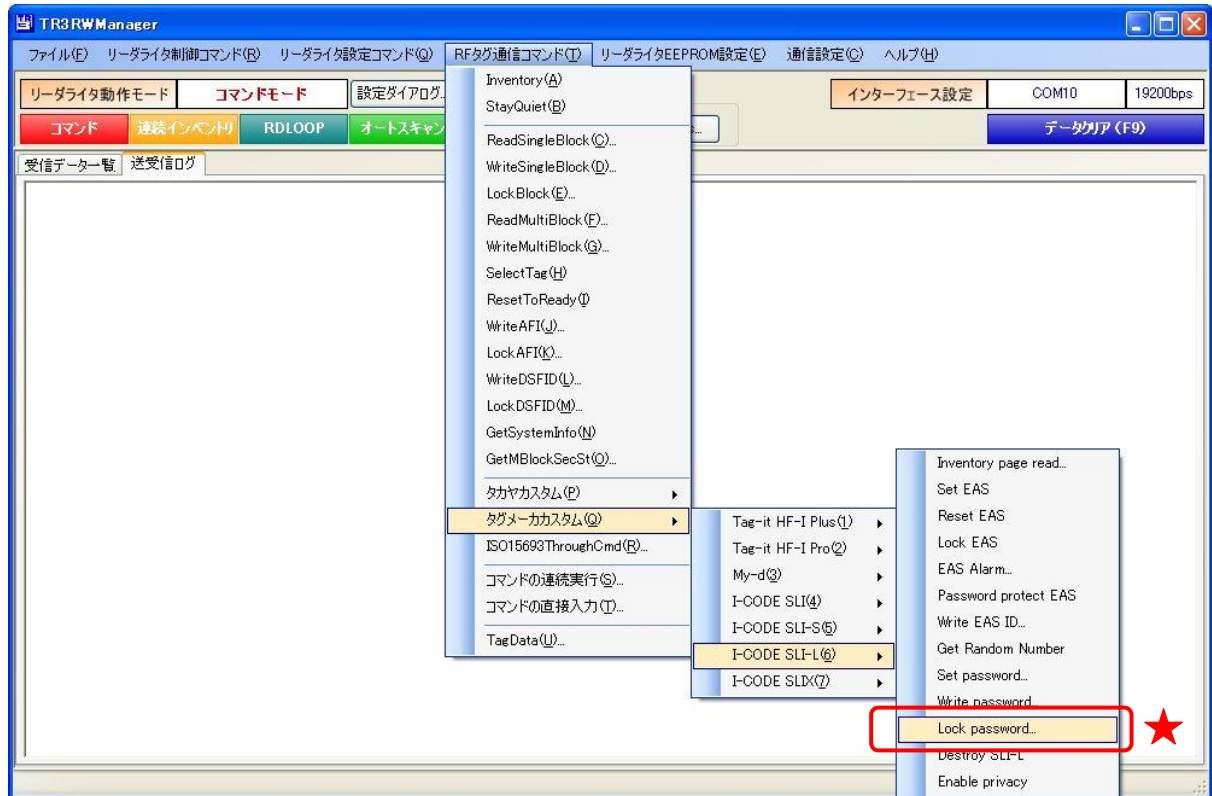 TR3RWManager
ファイル(F) リーダライタ制御コマンド(R) リーダライタ設定コマンド(Q) RFタグ通信コマンド(T) リーダライタEEPROM設定(E) 通信設定(C) ヘルプ(H)
リーダライタ動作モード コマンドモード 設定ダイアログ... インターフェース設定 COM10 19200bps
コマンド 連続インベントリ RDLOOP オートスキャン データクリア(F9)
受信データ一覧 送受信ログ
Inventory(A)
StayQuiet(B)
ReadSingleBlock(C)...
WriteSingleBlock(D)...
LockBlock(E)...
ReadMultiBlock(F)...
WriteMultiBlock(G)...
SelectTag(H)
ResetToReady(I)
WriteAFI(J)...
LockAFI(K)...
WriteDSFID(L)...
LockDSFID(M)...
GetSystemInfo(N)
GetMBlockSecSt(O)...
タカヤカスタム(P)
タグメーカカスタム(Q)
ISO15693ThroughCmd(R)...
コマンドの連続実行(S)...
コマンドの直接入力(T)...
TagData(U)...
Tag-it HF-I Plus(1)
Tag-it HF-I Pro(2)
My-d(3)
I-CODE SLI(4)
I-CODE SLI-S(5)
I-CODE SLI-L(6)
I-CODE SLIX(7)
Inventory page read...
Set EAS
Reset EAS
Lock EAS
EAS Alarm...
Password protect EAS
Write EAS ID...
Get Random Number
Set password...
Write password...
Lock password...
Destroy SLI-L
Enable privacy